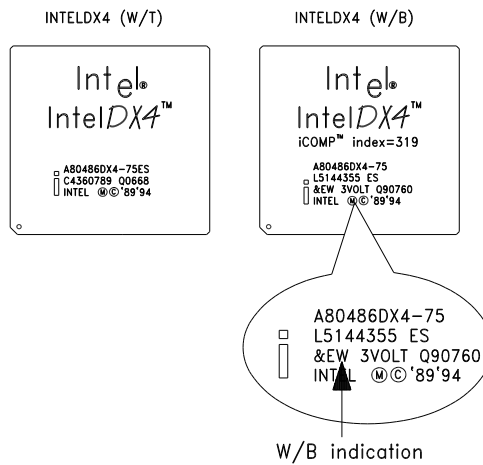 INTELDX4 (W/T)
INTELDX4 (W/B)
Intel®
IntelDX4™
A80486DX4-75ES
C4360789 Q0668
INTEL Ⓜ©'89'94
Intel®
IntelDX4™
iCOMP™ index=319
A80486DX4-75
L5144355 ES
&EW 3VOLT Q90760
INTEL Ⓜ©'89'94
A80486DX4-75
L5144355 ES
&EW 3VOLT Q90760
INTEL Ⓜ©'89'94
W/B indication